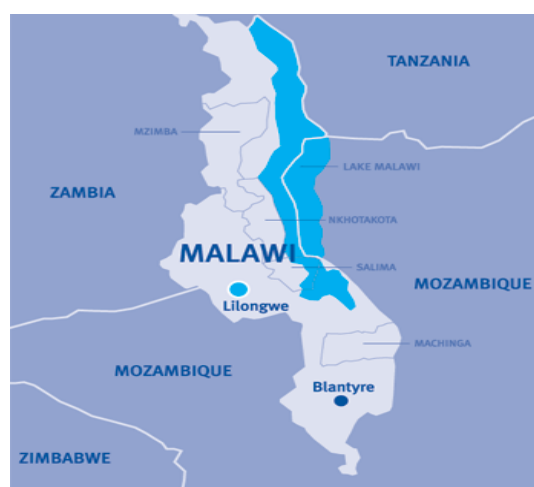 TANZANIA
MZIMBA
LAKE MALAWI
ZAMBIA
NKHOTAKOTA
MALAWI
SALIMA
MOZAMBIQUE
Lilongwe
MACHINGA
MOZAMBIQUE
Blantyre
ZIMBABWE